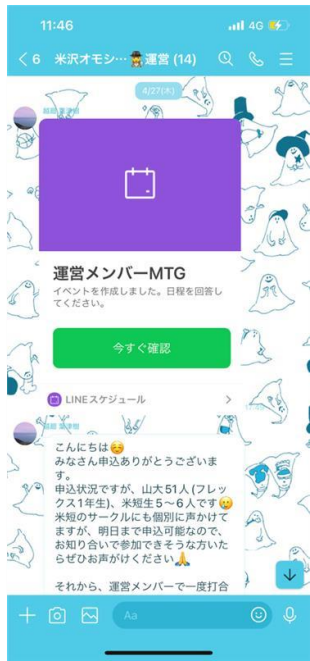 11:46
4G
6 米沢オモシ…運営 (14)
4/27(木)
運営メンバーMTG
イベントを作成しました。日程を回答し
てください。
今すぐ確認
LINEスケジュール
こんにちは😊
みなさん申込ありがとうございま
す。
申込状況ですが、山大51人(フレッ
クス1年生)、米短生5〜6人です🥲
米短のサークルにも個別に声かけて
ますが、明日まで申込可能なので、
お知り合いで参加できそうな方いた
らぜひお声がけください🙏
それから、運営メンバーで一度打合
Aa